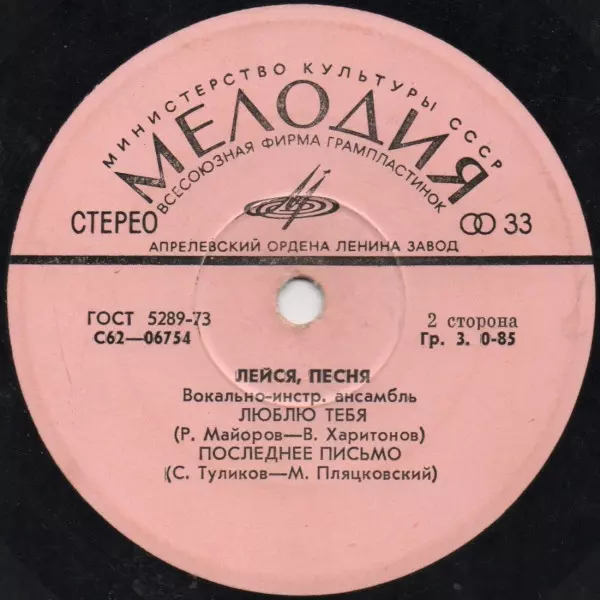 МИНИСТЕРСТВО КУЛЬТУРЫ СССР
МЕЛОДИЯ
ВСЕСОЮЗНАЯ ФИРМА ГРАМПЛАСТИНОК
СТЕРЕО
33
АПРЕЛЕВСКИЙ ОРДЕНА ЛЕНИНА ЗАВОД
ГОСТ 5289-73
С62—06754
2 сторона
Гр. 3. 0-85
ЛЕЙСЯ, ПЕСНЯ
Вокально-инстр. ансамбль
ЛЮБЛЮ ТЕБЯ
(Р. Майоров—В. Харитонов)
ПОСЛЕДНЕЕ ПИСЬМО
(С. Туликов—М. Пляцковский)